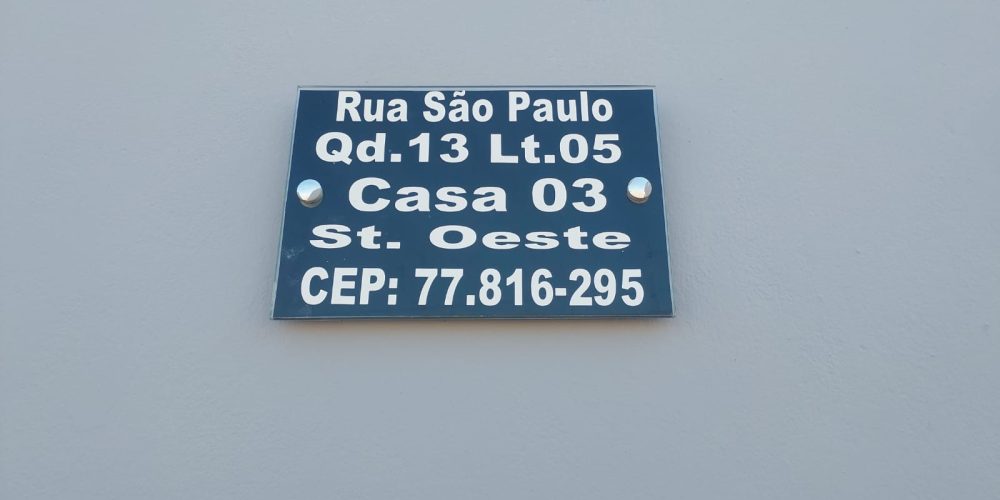 Rua São Paulo
Qd.13 Lt.05
Casa 03
St. Oeste
CEP: 77.816-295